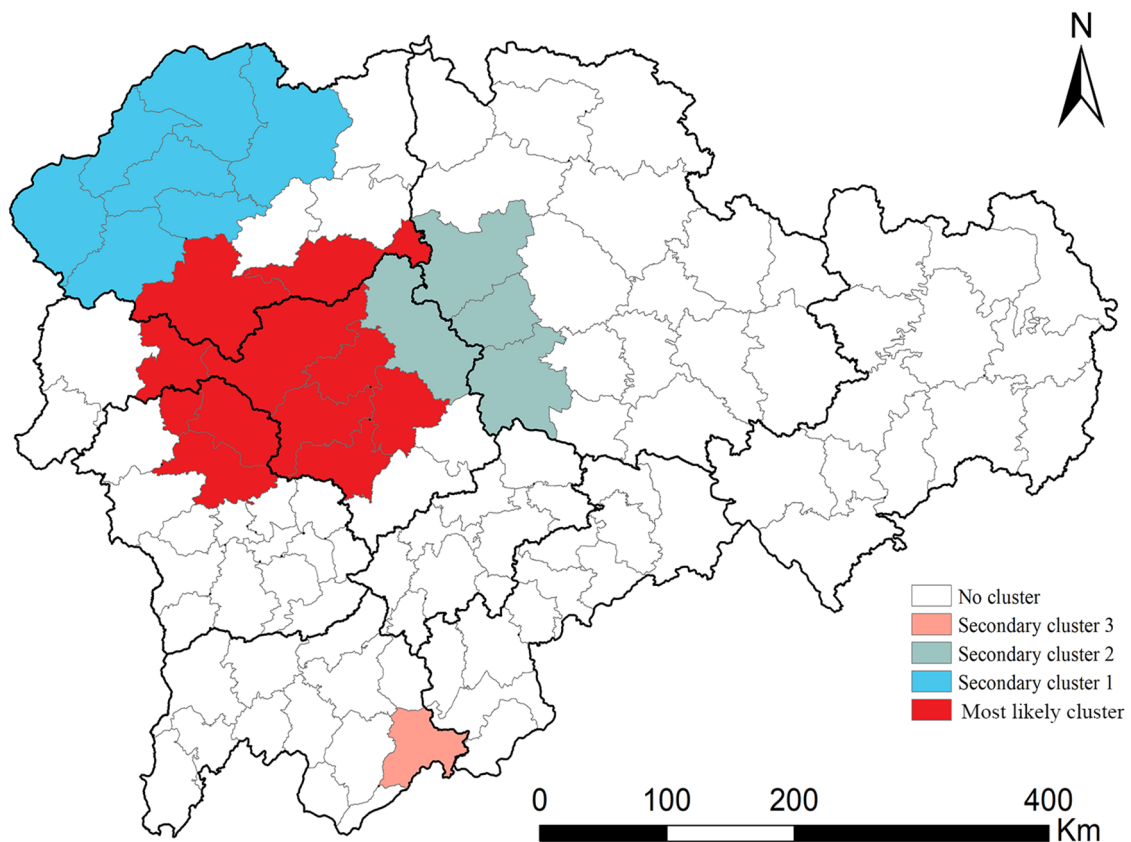 N
No cluster
Secondary cluster 3
Secondary cluster 2
Secondary cluster 1
Most likely cluster
0 100 200 400
Km